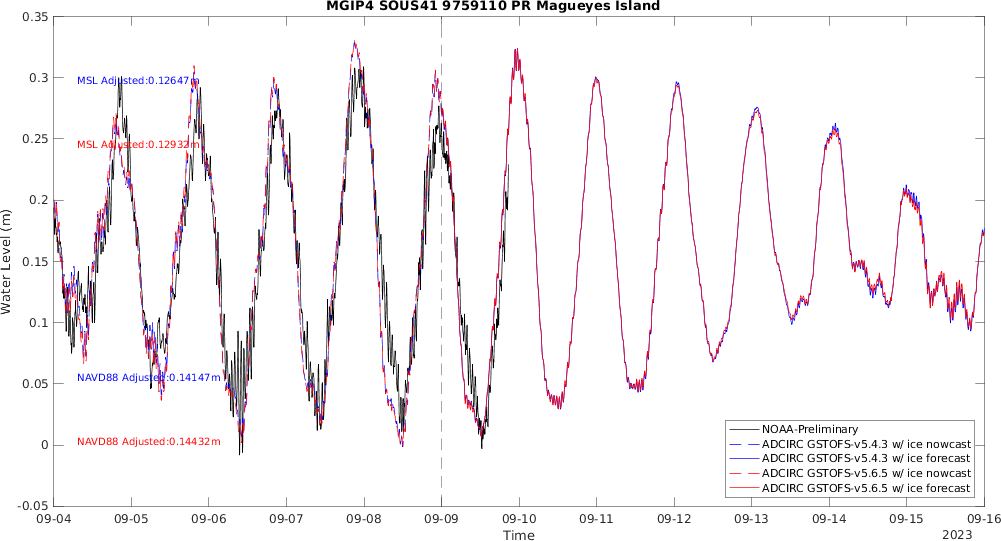 MGIP4 SOUS41 9759110 PR Magueyes Island
0.35
0.3
0.25
0.2
0.15
0.1
0.05
0
-0.05
Water Level (m)
MSL Adjusted:0.12647m
MSL Adjusted:0.12932m
NAVD88 Adjusted:0.14147m
NAVD88 Adjusted:0.14432m
NOAA-Preliminary
ADCIRC GSTOFS-v5.4.3 w/ ice nowcast
ADCIRC GSTOFS-v5.4.3 w/ ice forecast
ADCIRC GSTOFS-v5.6.5 w/ ice nowcast
ADCIRC GSTOFS-v5.6.5 w/ ice forecast
09-04 09-05 09-06 09-07 09-08 09-09 09-10 09-11 09-12 09-13 09-14 09-15 09-16
Time
2023